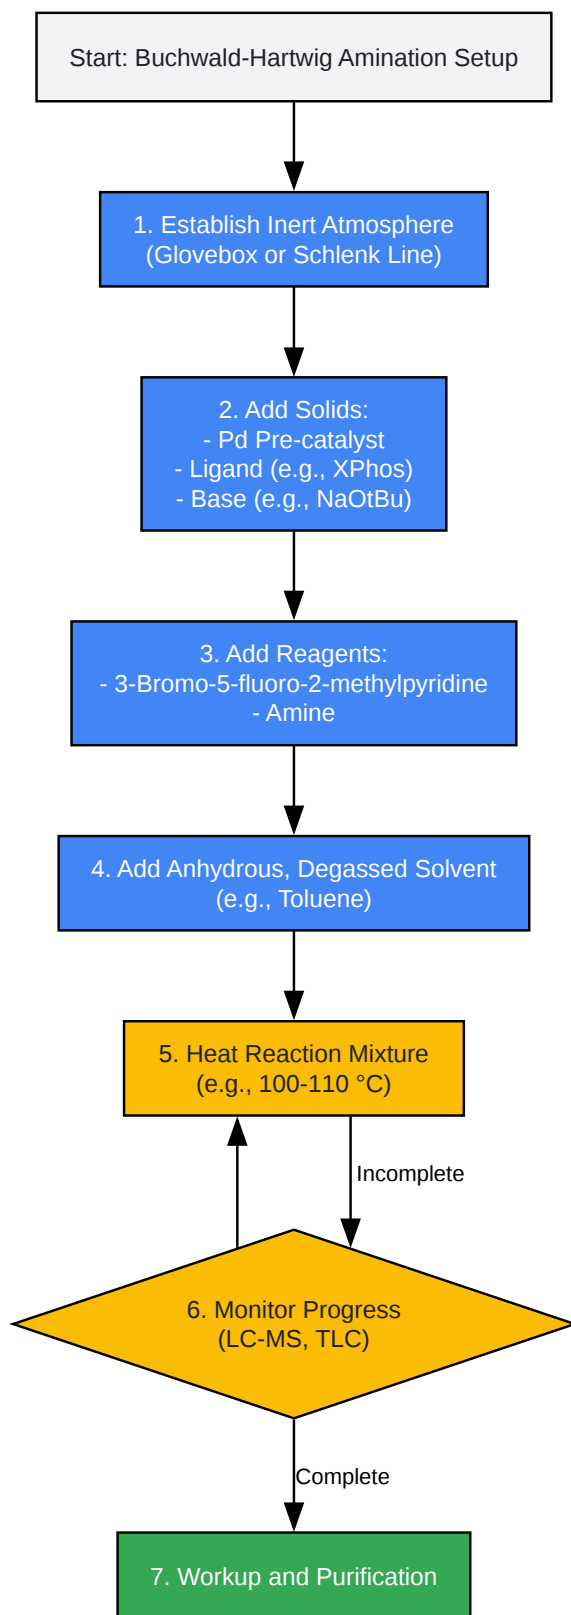 Start: Buchwald-Hartwig Amination Setup
1. Establish Inert Atmosphere
(Glovebox or Schlenk Line)
2. Add Solids:
- Pd Pre-catalyst
- Ligand (e.g., XPhos)
- Base (e.g., NaOtBu)
3. Add Reagents:
- 3-Bromo-5-fluoro-2-methylpyridine
- Amine
4. Add Anhydrous, Degassed Solvent
(e.g., Toluene)
5. Heat Reaction Mixture
(e.g., 100-110 °C)
Incomplete
6. Monitor Progress
(LC-MS, TLC)
Complete
7. Workup and Purification